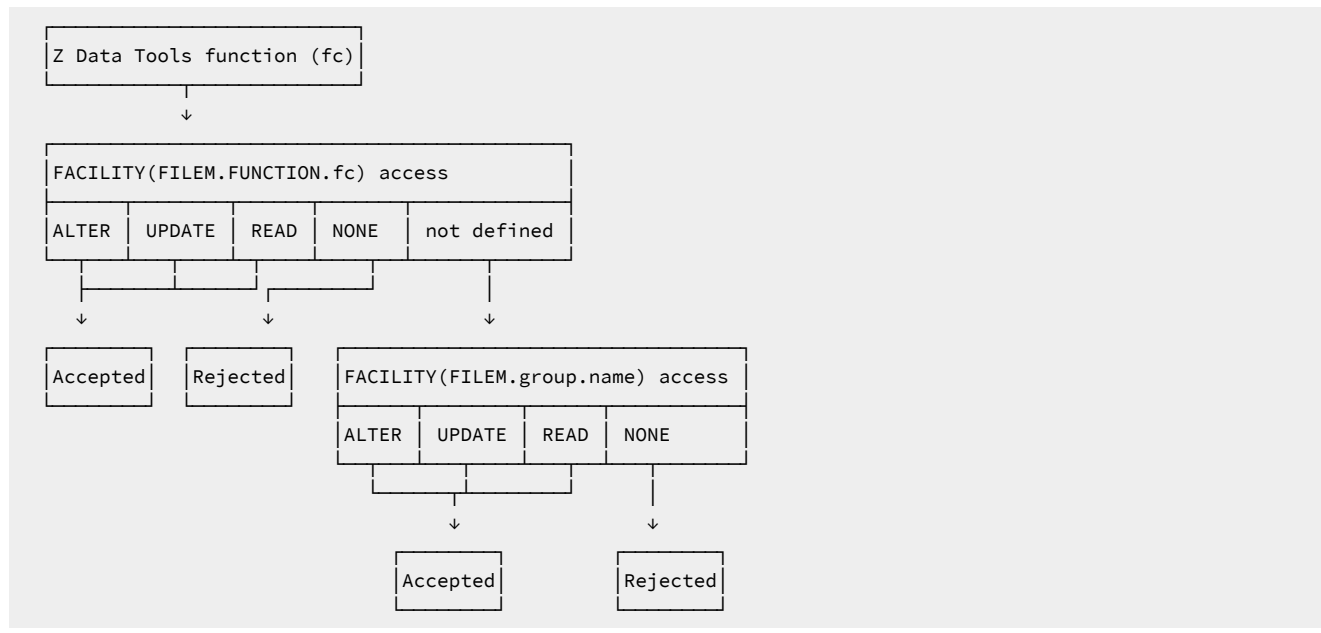 Z Data Tools function (fc)
FACILITY(FILEM.FUNCTION.fc) access
ALTER UPDATE READ NONE not defined
Accepted Rejected FACILITY(FILEM.group.name) access
ALTER UPDATE READ NONE
Accepted Rejected